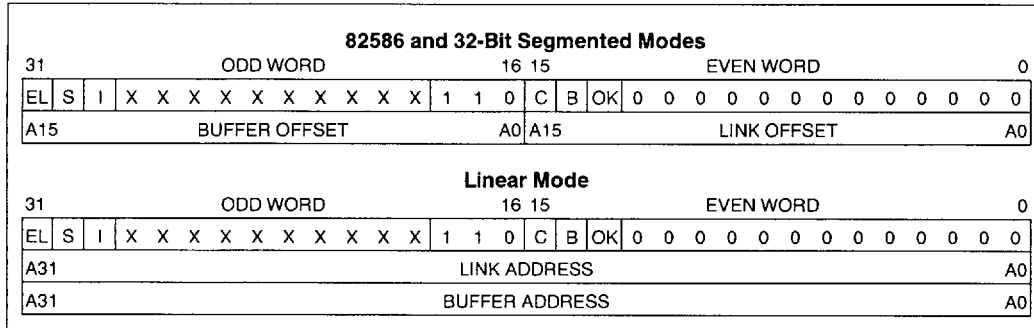 82586 and 32-Bit Segmented Modes
31 ODD WORD 16 15 EVEN WORD 0
EL S I X X X X X X X X X X 1 1 0 C B OK 0 0 0 0 0 0 0 0 0 0 0 0 0
A15 BUFFER OFFSET A0 A15 LINK OFFSET A0
Linear Mode
31 ODD WORD 16 15 EVEN WORD 0
EL S I X X X X X X X X X X 1 1 0 C B OK 0 0 0 0 0 0 0 0 0 0 0 0 0
A31 LINK ADDRESS A0
A31 BUFFER ADDRESS A0